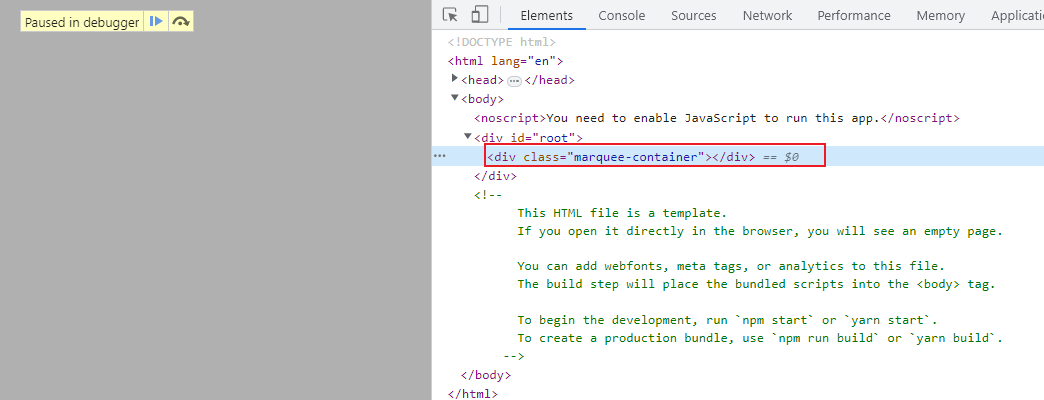 Paused in debugger
Elements Console Sources Network Performance Memory Applicati
<!DOCTYPE html>
<html lang="en">
<head> … </head>
<body>
<noscript>You need to enable JavaScript to run this app.</noscript>
<div id="root">
… <div class="marquee-container"></div> == $0
</div>
<!--
This HTML file is a template.
If you open it directly in the browser, you will see an empty page.
You can add webfonts, meta tags, or analytics to this file.
The build step will place the bundled scripts into the <body> tag.
To begin the development, run `npm start` or `yarn start`.
To create a production bundle, use `npm run build` or `yarn build`.
-->
</body>
</html>